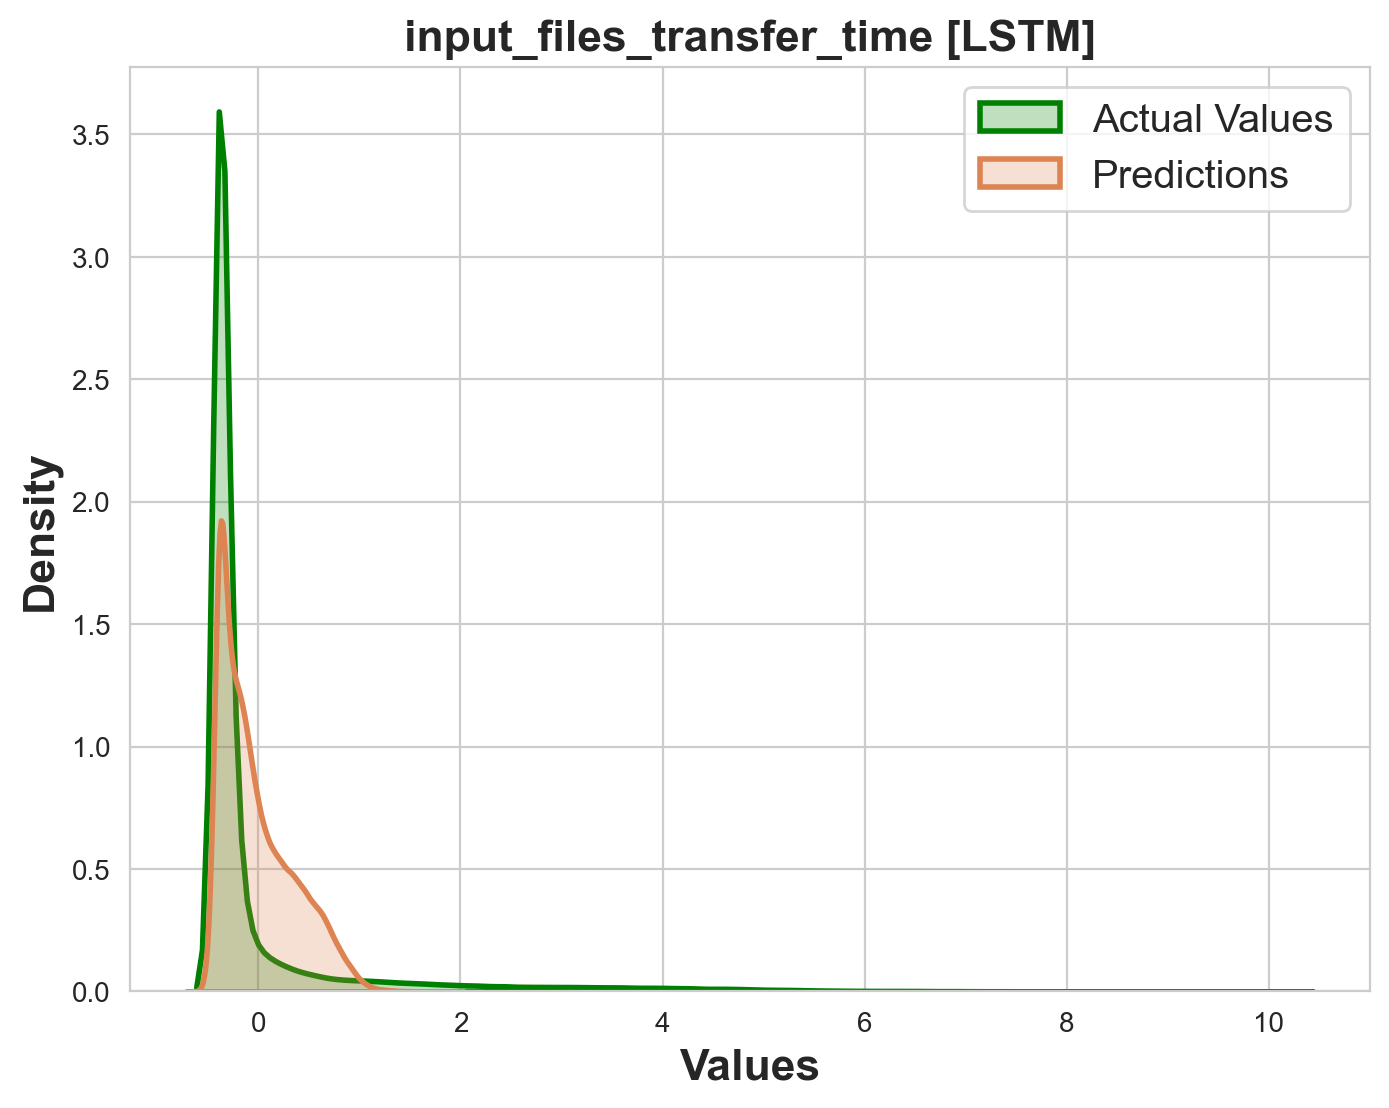 input_files_transfer_time [LSTM]
Actual Values
Predictions
3.5
3.0
2.5
2.0
1.5
1.0
0.5
0.0
Density
0 2 4 6 8 10
Values